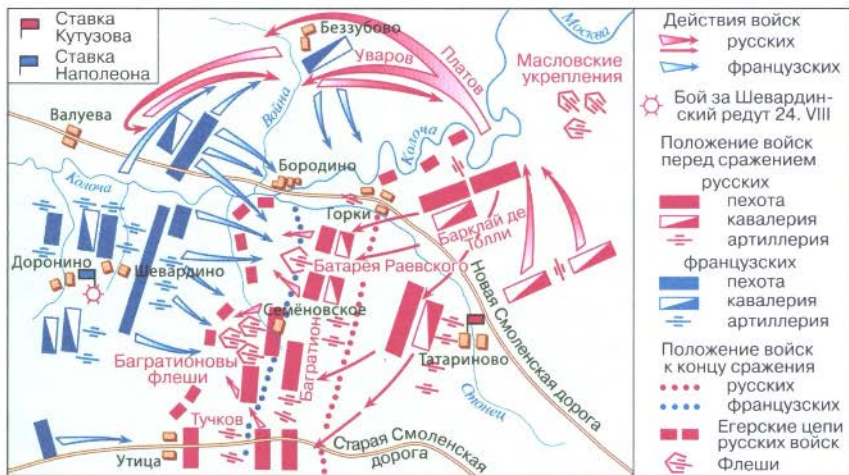 Ставка
Кутузова
Ставка
Наполеона
Беззубово
Уваров
Платов
Москва
Масловские
укрепления
Валуева
Война
Колоча
Бородино
Колоча
Горки
Барклай де
Толли
Батарея Раевского
Доронино
Шевардино
Семёновское
Багратион
Багратионовы
флеши
Татариново
Новая Смоленская дорога
Стонец
Тучков
Утица
Старая Смоленская
дорога
Действия войск
русских
французских
Бой за Шевардин-
ский редут 24. VIII
Положение войск
перед сражением
русских
пехота
кавалерия
артиллерия
французских
пехота
кавалерия
артиллерия
Положение войск
к концу сражения
русских
французских
Егерские цепи
русских войск
Флеши